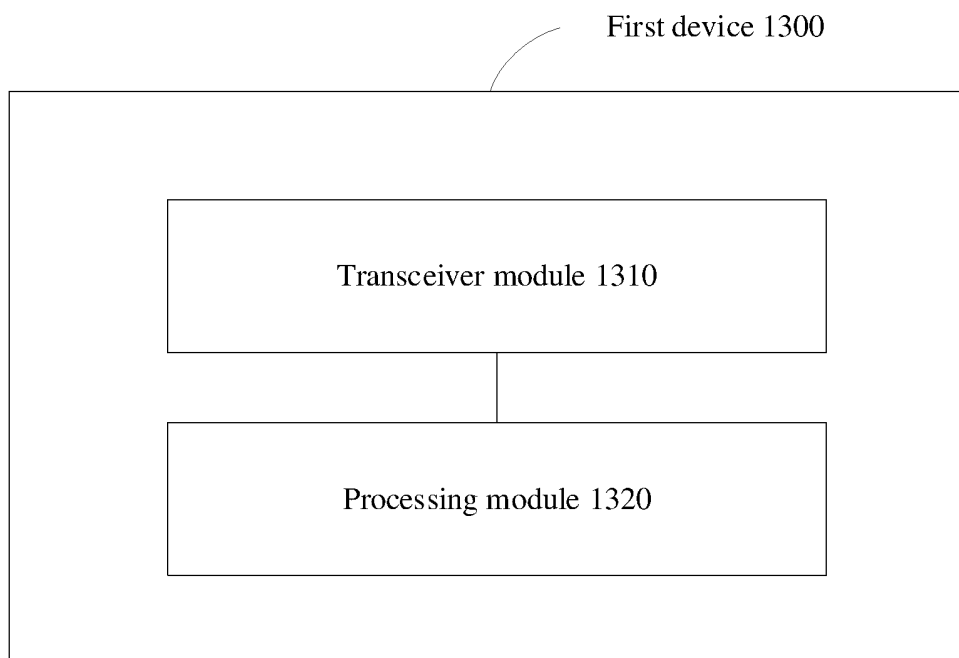 First device 1300
Transceiver module 1310
Processing module 1320